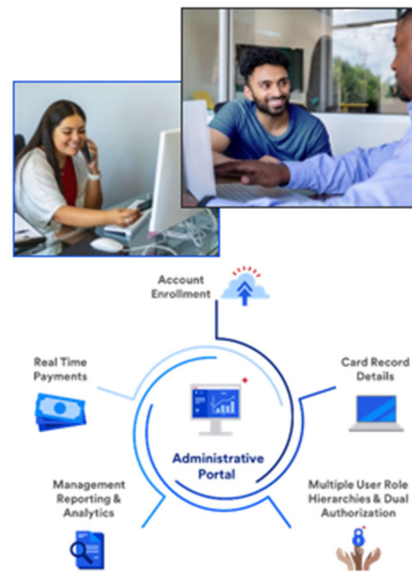 Account
Enrollment
Real Time
Payments
Card Record
Details
Administrative
Portal
Management
Reporting &
Analytics
Multiple User Role
Hierarchies & Dual
Authorization